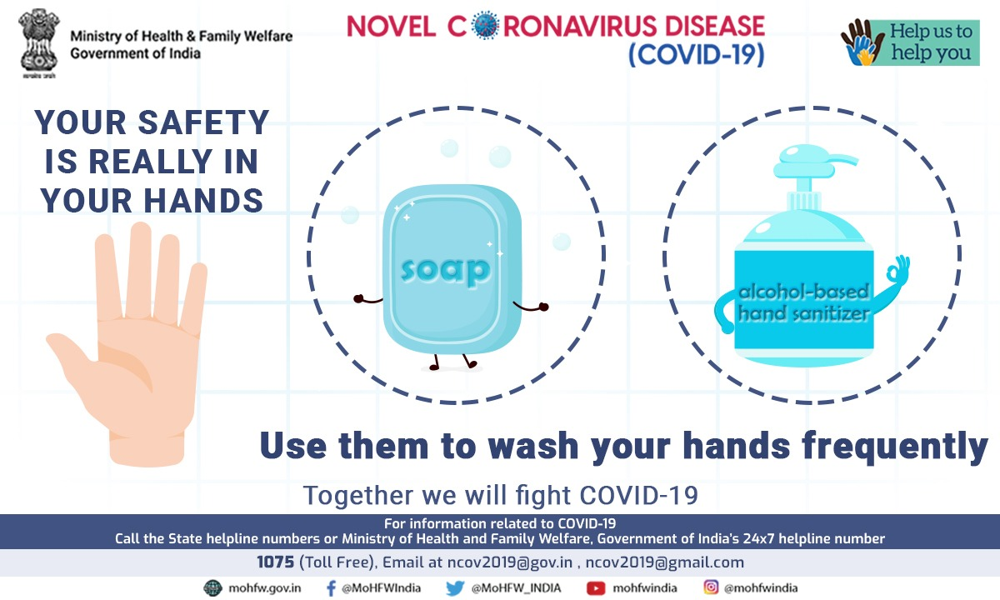 Ministry of Health & Family Welfare
Government of India
NOVEL CORONAVIRUS DISEASE
(COVID-19)
Help us to
help you
YOUR SAFETY
IS REALLY IN
YOUR HANDS
soap
alcohol-based
hand sanitizer
Use them to wash your hands frequently
Together we will fight COVID-19
For information related to COVID-19
Call the State helpline numbers or Ministry of Health and Family Welfare, Government of India's 24x7 helpline number
1075 (Toll Free), Email at ncov2019@gov.in , ncov2019@gmail.com
mohfw.gov.in @MoHFWIndia @MoHFW_INDIA mohfwindia @mohfwindia